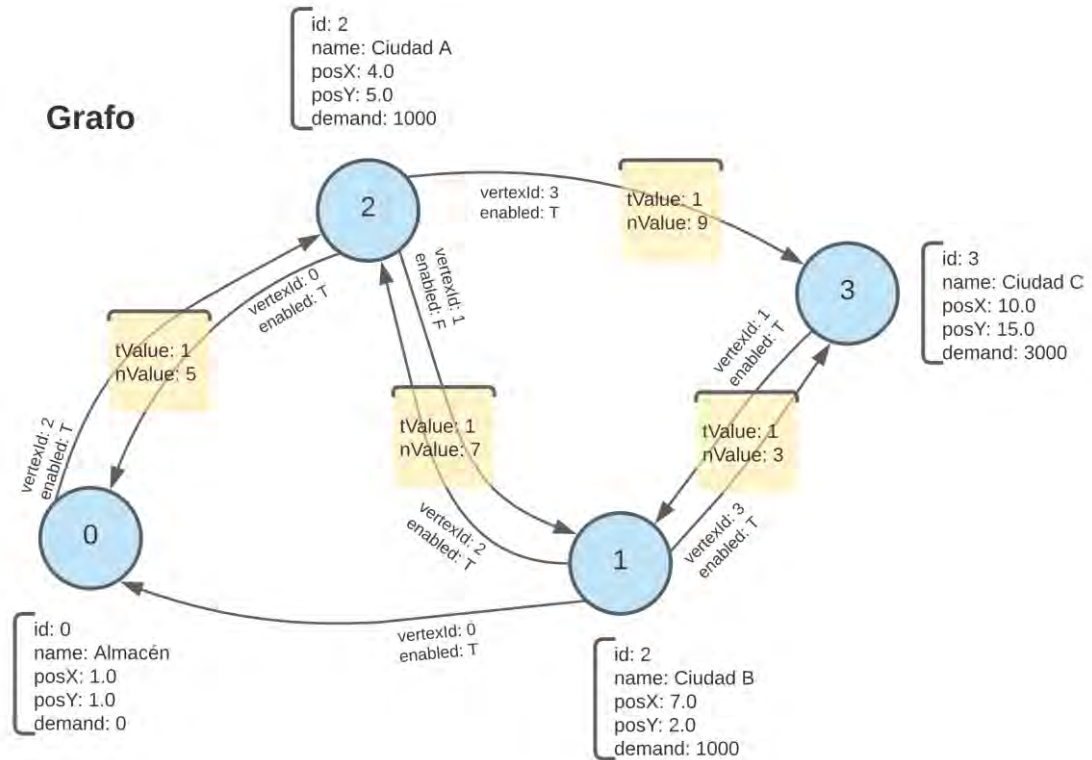 id: 2
name: Ciudad A
posX: 4.0
posY: 5.0
demand: 1000
Grafo
2
vertexId: 3
enabled: T
tValue: 1
nValue: 9
id: 3
name: Ciudad C
posX: 10.0
posY: 15.0
demand: 3000
3
vertexId: 0
enabled: T
vertexId: 1
enabled: F
vertexId: 1
enabled: T
tValue: 1
nValue: 5
tValue: 1
nValue: 7
tValue: 1
nValue: 3
vertexId: 2
enabled: T
vertexId: 2
enabled: T
vertexId: 3
enabled: T
0
1
vertexId: 0
enabled: T
id: 0
name: Almacén
posX: 1.0
posY: 1.0
demand: 0
id: 2
name: Ciudad B
posX: 7.0
posY: 2.0
demand: 1000